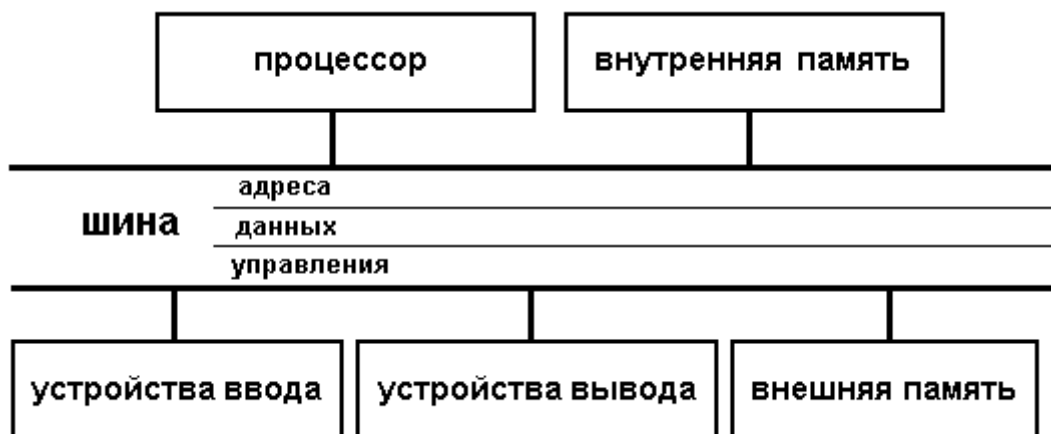 процессор
внутренняя память
адреса
шина
данных
управления
устройства ввода
устройства вывода
внешняя память